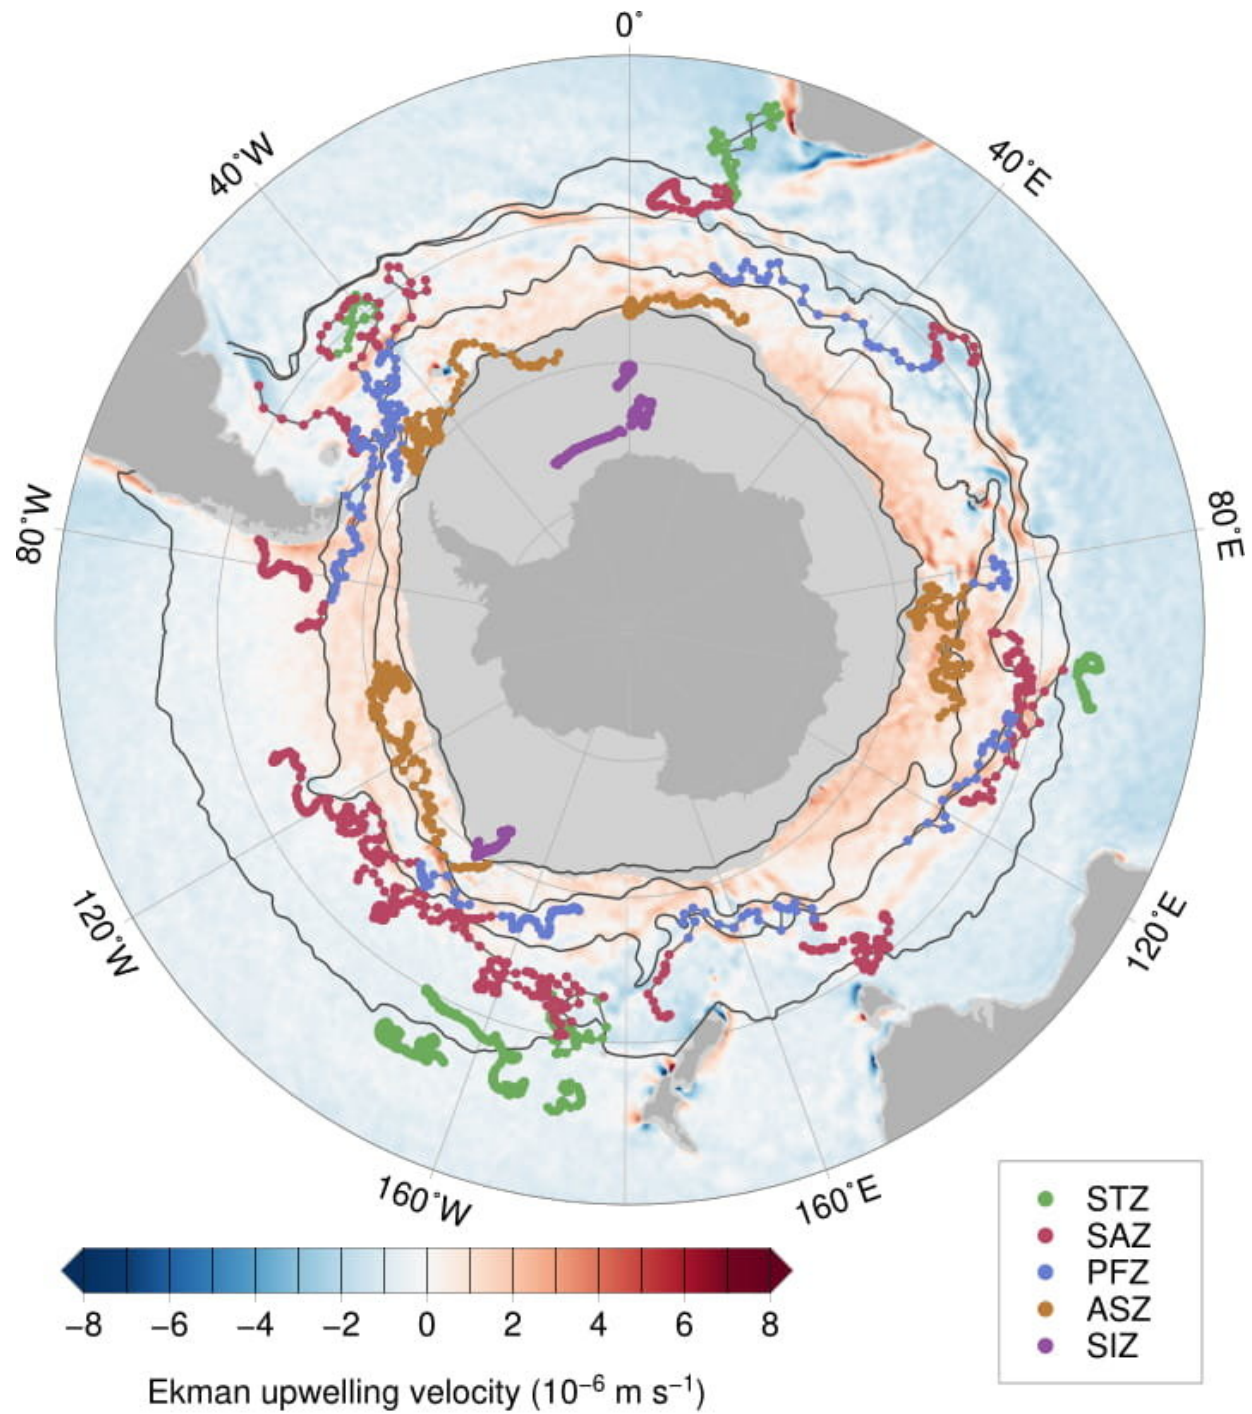 0°
40°W
40°E
80°W
80°E
120°W
120°E
160°W
160°E
STZ
SAZ
PFZ
ASZ
SIZ
−8 −6 −4 −2 0 2 4 6 8
Ekman upwelling velocity (10⁻⁶ m s⁻¹)